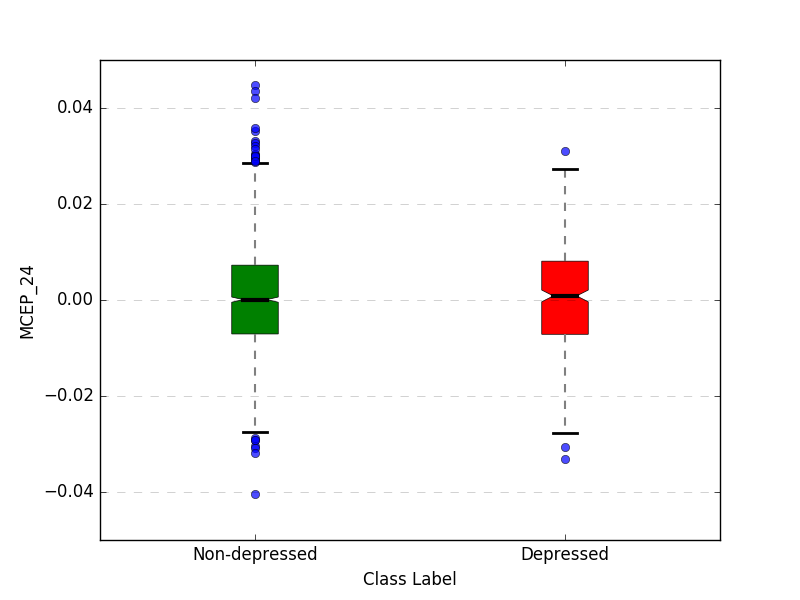 0.04
0.02
0.00
−0.02
−0.04
MCEP_24
Non-depressed
Depressed
Class Label